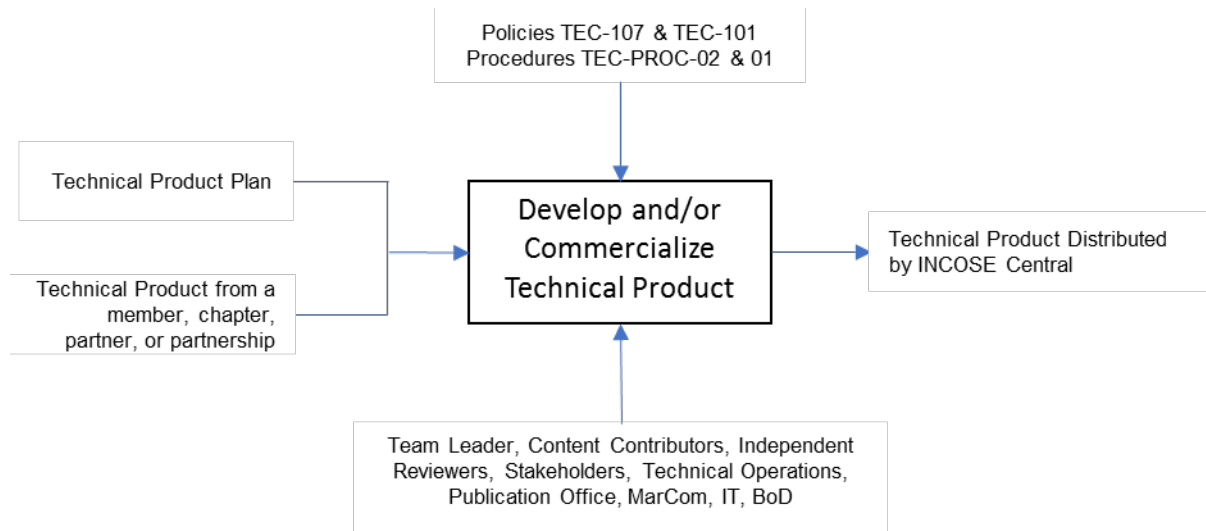 Policies TEC-107 & TEC-101
Procedures TEC-PROC-02 & 01
Technical Product Plan
Technical Product from a
member, chapter,
partner, or partnership
Develop and/or
Commercialize
Technical Product
Technical Product Distributed
by INCOSE Central
Team Leader, Content Contributors, Independent
Reviewers, Stakeholders, Technical Operations,
Publication Office, MarCom, IT, BoD